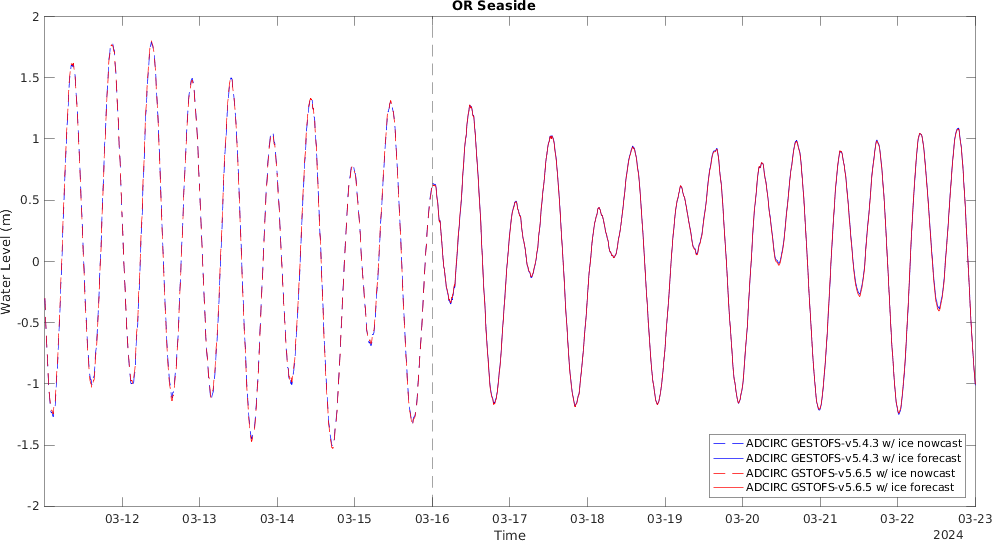 OR Seaside
2
1.5
1
0.5
0
-0.5
-1
-1.5
-2
Water Level (m)
03-12 03-13 03-14 03-15 03-16 03-17 03-18 03-19 03-20 03-21 03-22 03-23
Time
2024
ADCIRC GESTOFS-v5.4.3 w/ ice nowcast
ADCIRC GESTOFS-v5.4.3 w/ ice forecast
ADCIRC GSTOFS-v5.6.5 w/ ice nowcast
ADCIRC GSTOFS-v5.6.5 w/ ice forecast